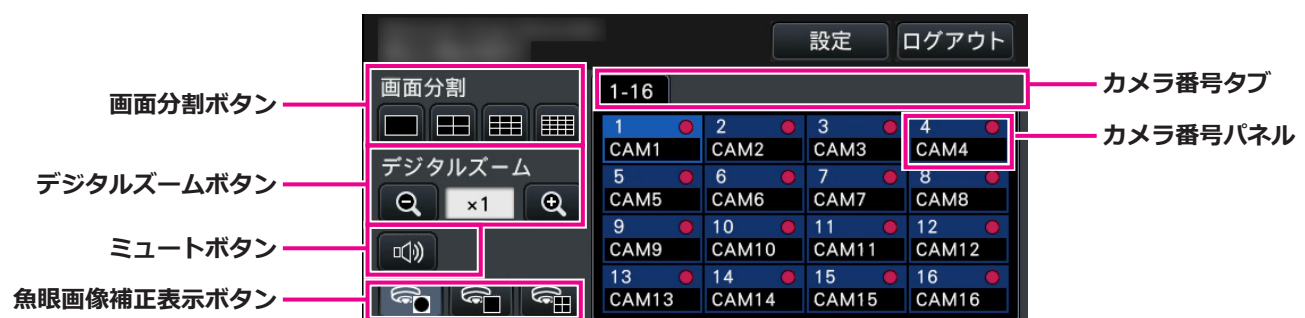 設定 ログアウト
画面分割
画面分割ボタン
1-16
カメラ番号タブ
1 2 3 4
CAM1 CAM2 CAM3 CAM4
カメラ番号パネル
デジタルズーム
×1
デジタルズームボタン
5 6 7 8
CAM5 CAM6 CAM7 CAM8
ミュートボタン
9 10 11 12
CAM9 CAM10 CAM11 CAM12
魚眼画像補正表示ボタン
13 14 15 16
CAM13 CAM14 CAM15 CAM16